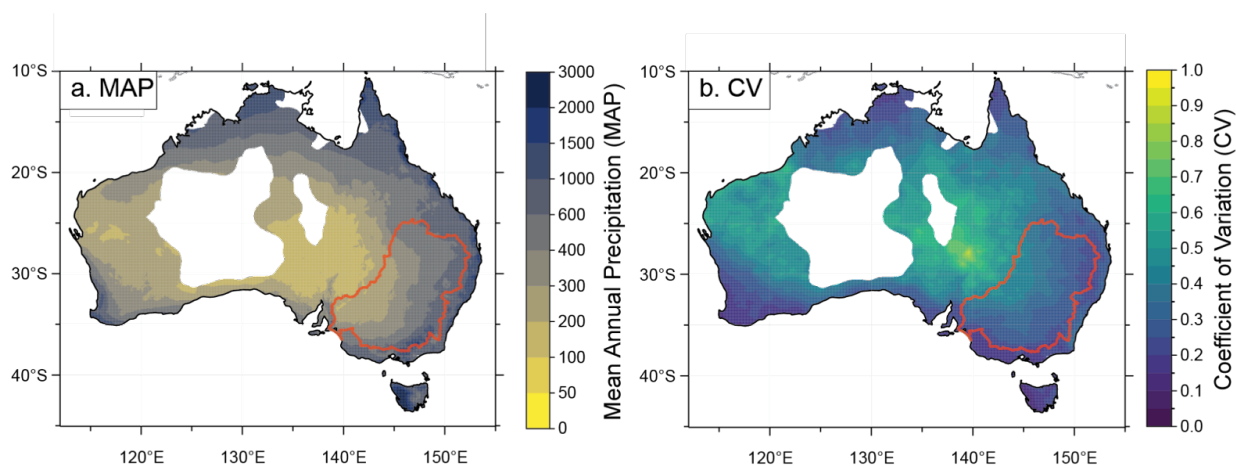 a. MAP
10°S
20°S
30°S
40°S
120°E
130°E
140°E
150°E
3000
2000
1500
1000
600
400
300
200
100
50
0
Mean Annual Precipitation (MAP)
b. CV
10°S
20°S
30°S
40°S
120°E
130°E
140°E
150°E
1.0
0.9
0.8
0.7
0.6
0.5
0.4
0.3
0.2
0.1
0.0
Coefficient of Variation (CV)